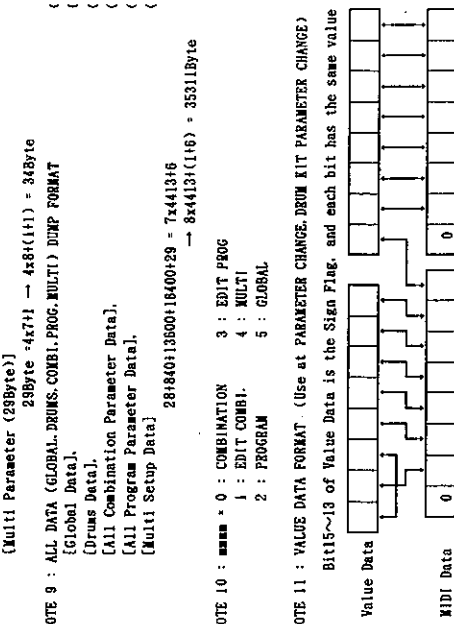 [Multi Parameter (29Byte)]
29Byte =4x7+1 → 4x8+(1+1) = 34Byte
OTE 9 : ALL DATA (GLOBAL, DRUMS, COMBI, PROG, MULTI) DUMP FORMAT
[Global Data],
[Drums Data],
[All Combination Parameter Data],
[All Program Parameter Data],
[Multi Setup Data]
28+840+13600+16400+29 = 7x4413+6
→ 8x4413+(1+6) = 35311Byte
OTE 10 : mmmm = 0 : COMBINATION 3 : EDIT PROG
1 : EDIT COMBI. 4 : MULTI
2 : PROGRAM 5 : GLOBAL
OTE 11 : VALUE DATA FORMAT (Use at PARAMETER CHANGE, DRUM KIT PARAMETER CHANGE)
Bit15~13 of Value Data is the Sign Flag, and each bit has the same value
Value Data
0 0
MIDI Data